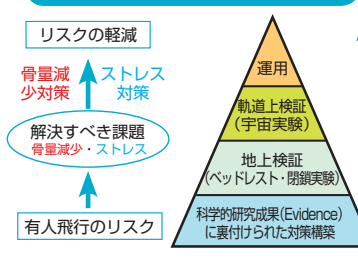 リスクの軽減
骨量減
少対策
ストレス
対策
解決すべき課題
骨量減少・ストレス
有人飛行のリスク
運用
軌道上検証
(宇宙実験)
地上検証
(ベッドレスト・閉鎖実験)
科学的研究成果(Evidence)
に裏付けられた対策構築